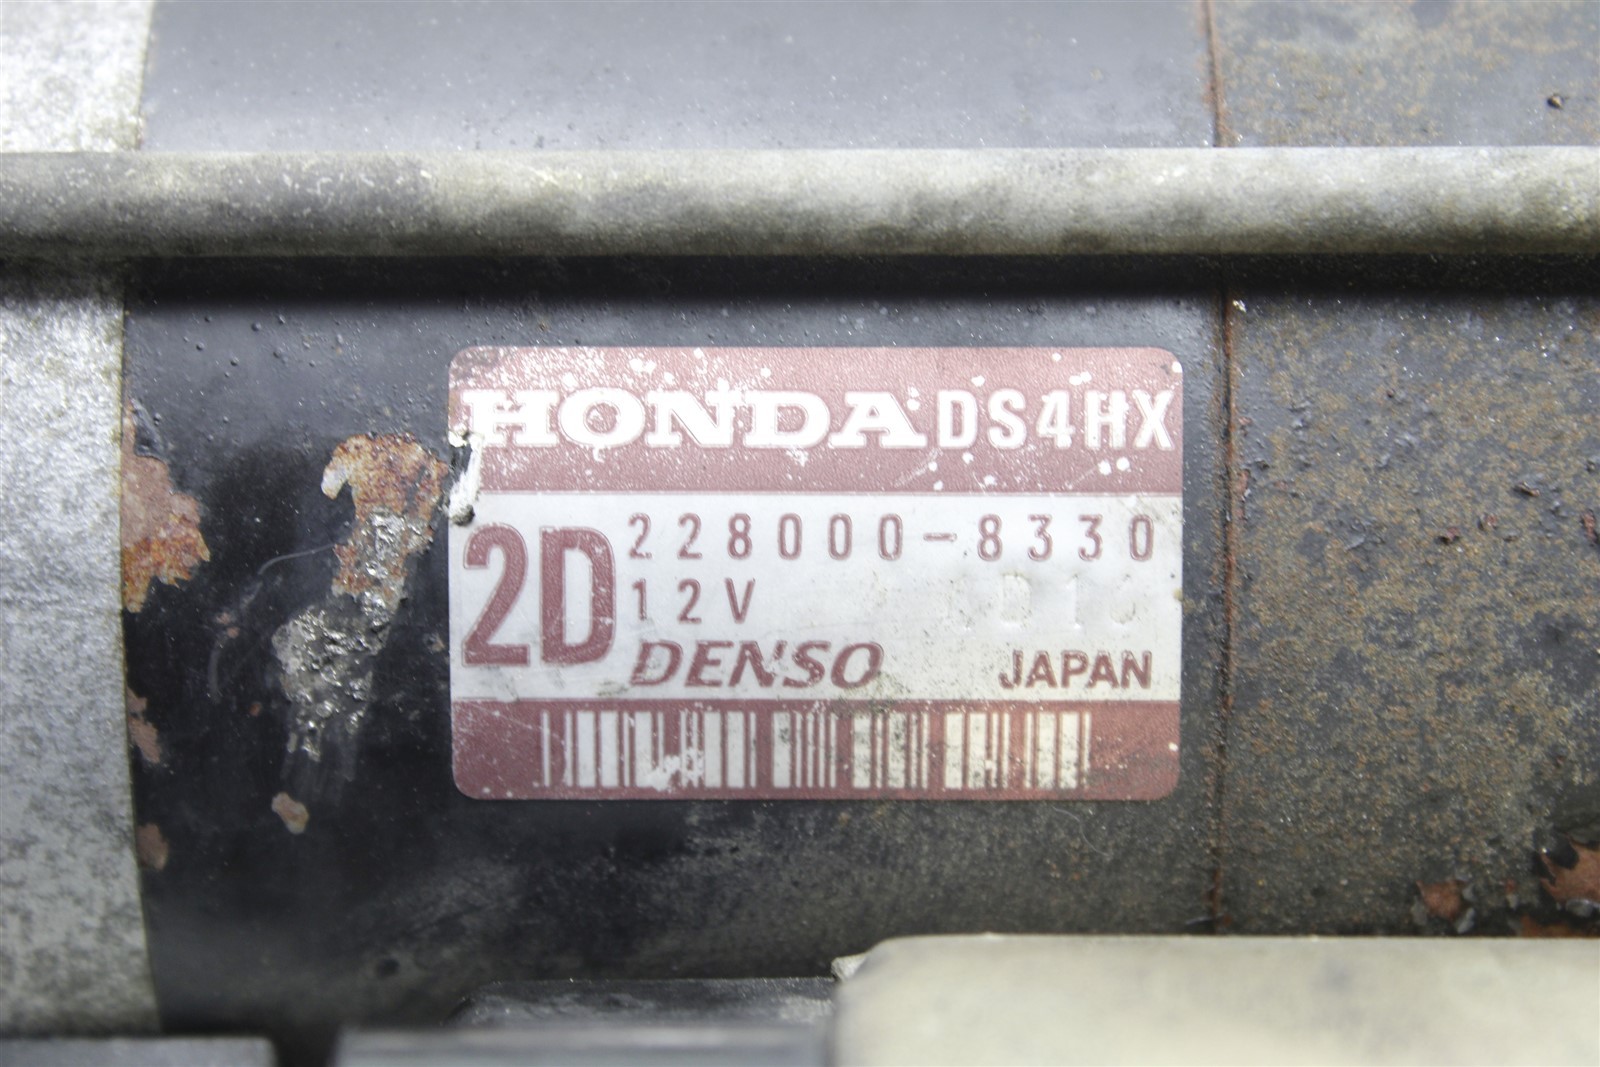 HONDA DS4HX
2D 228000-8330
12V
DENSO JAPAN